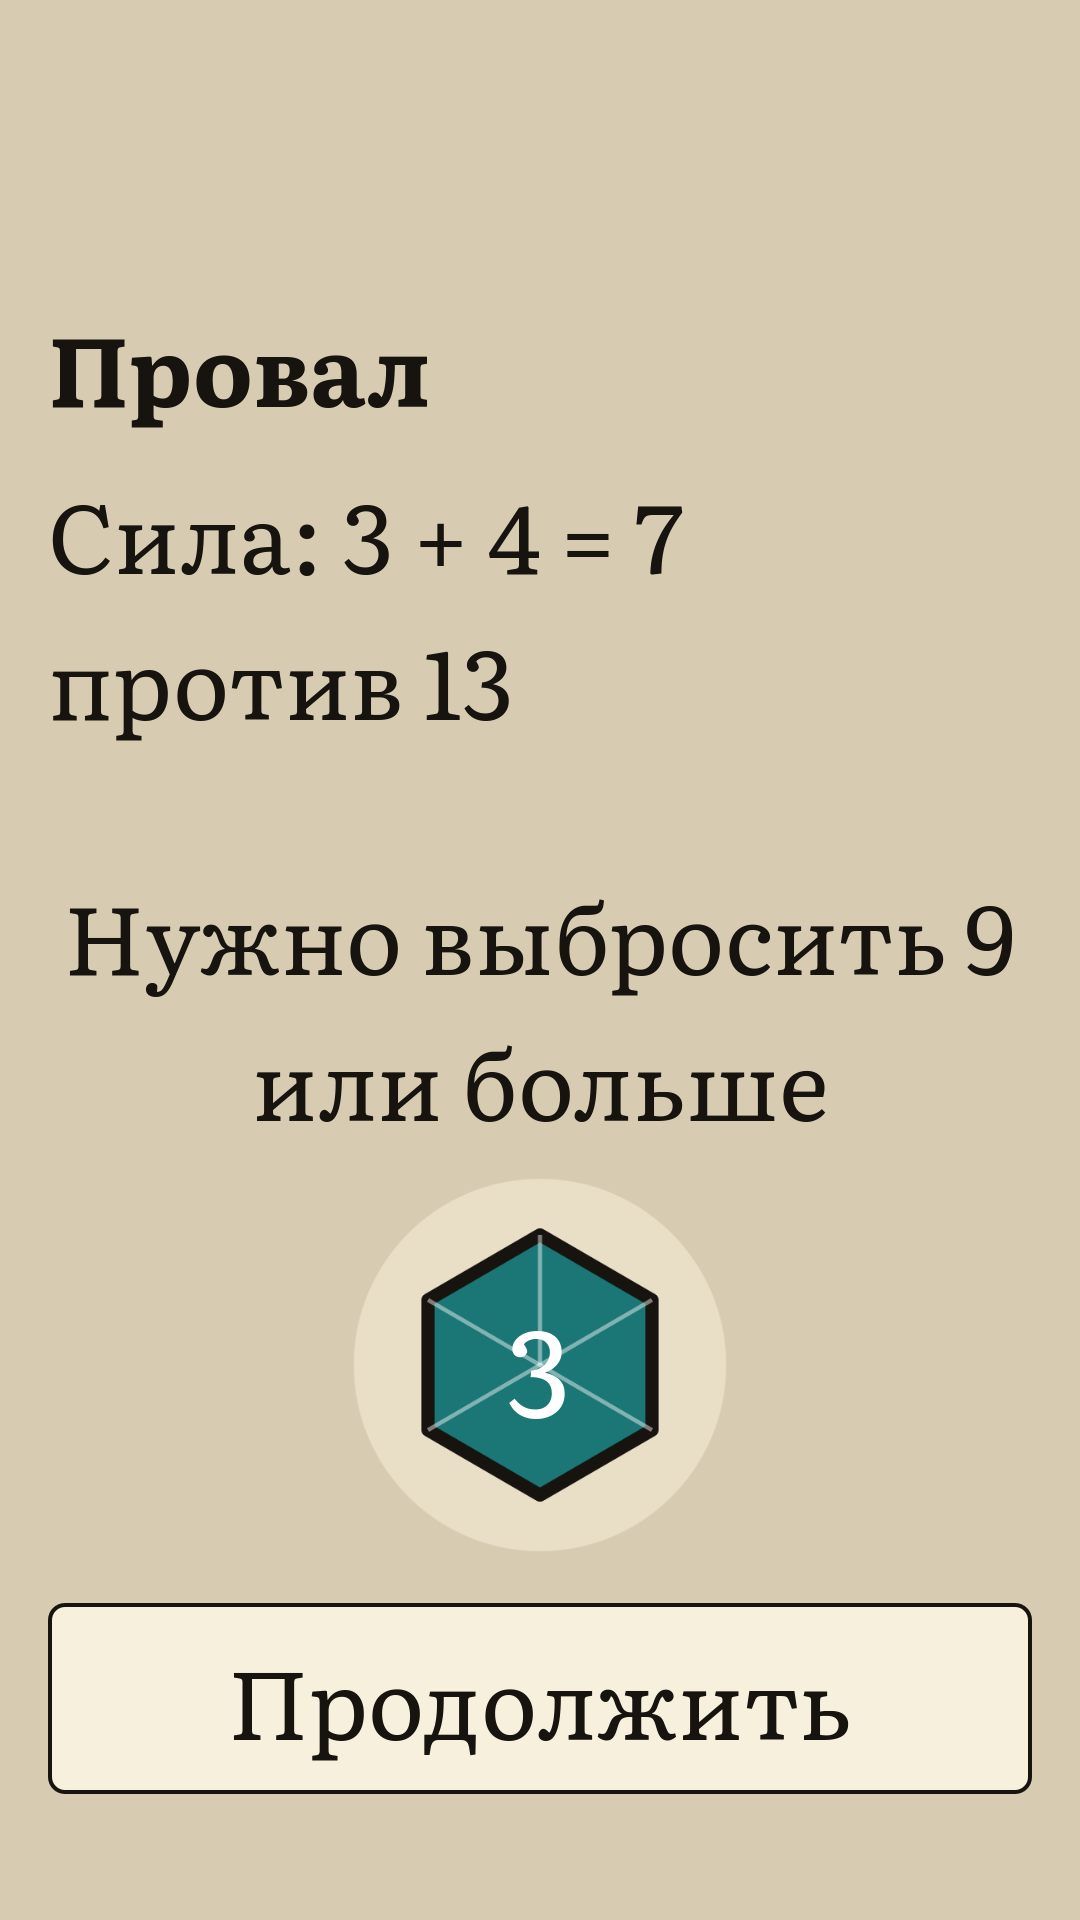 Провал
Сила: 3 + 4 = 7
против 13
Нужно выбросить 9
или больше
3
Продолжить